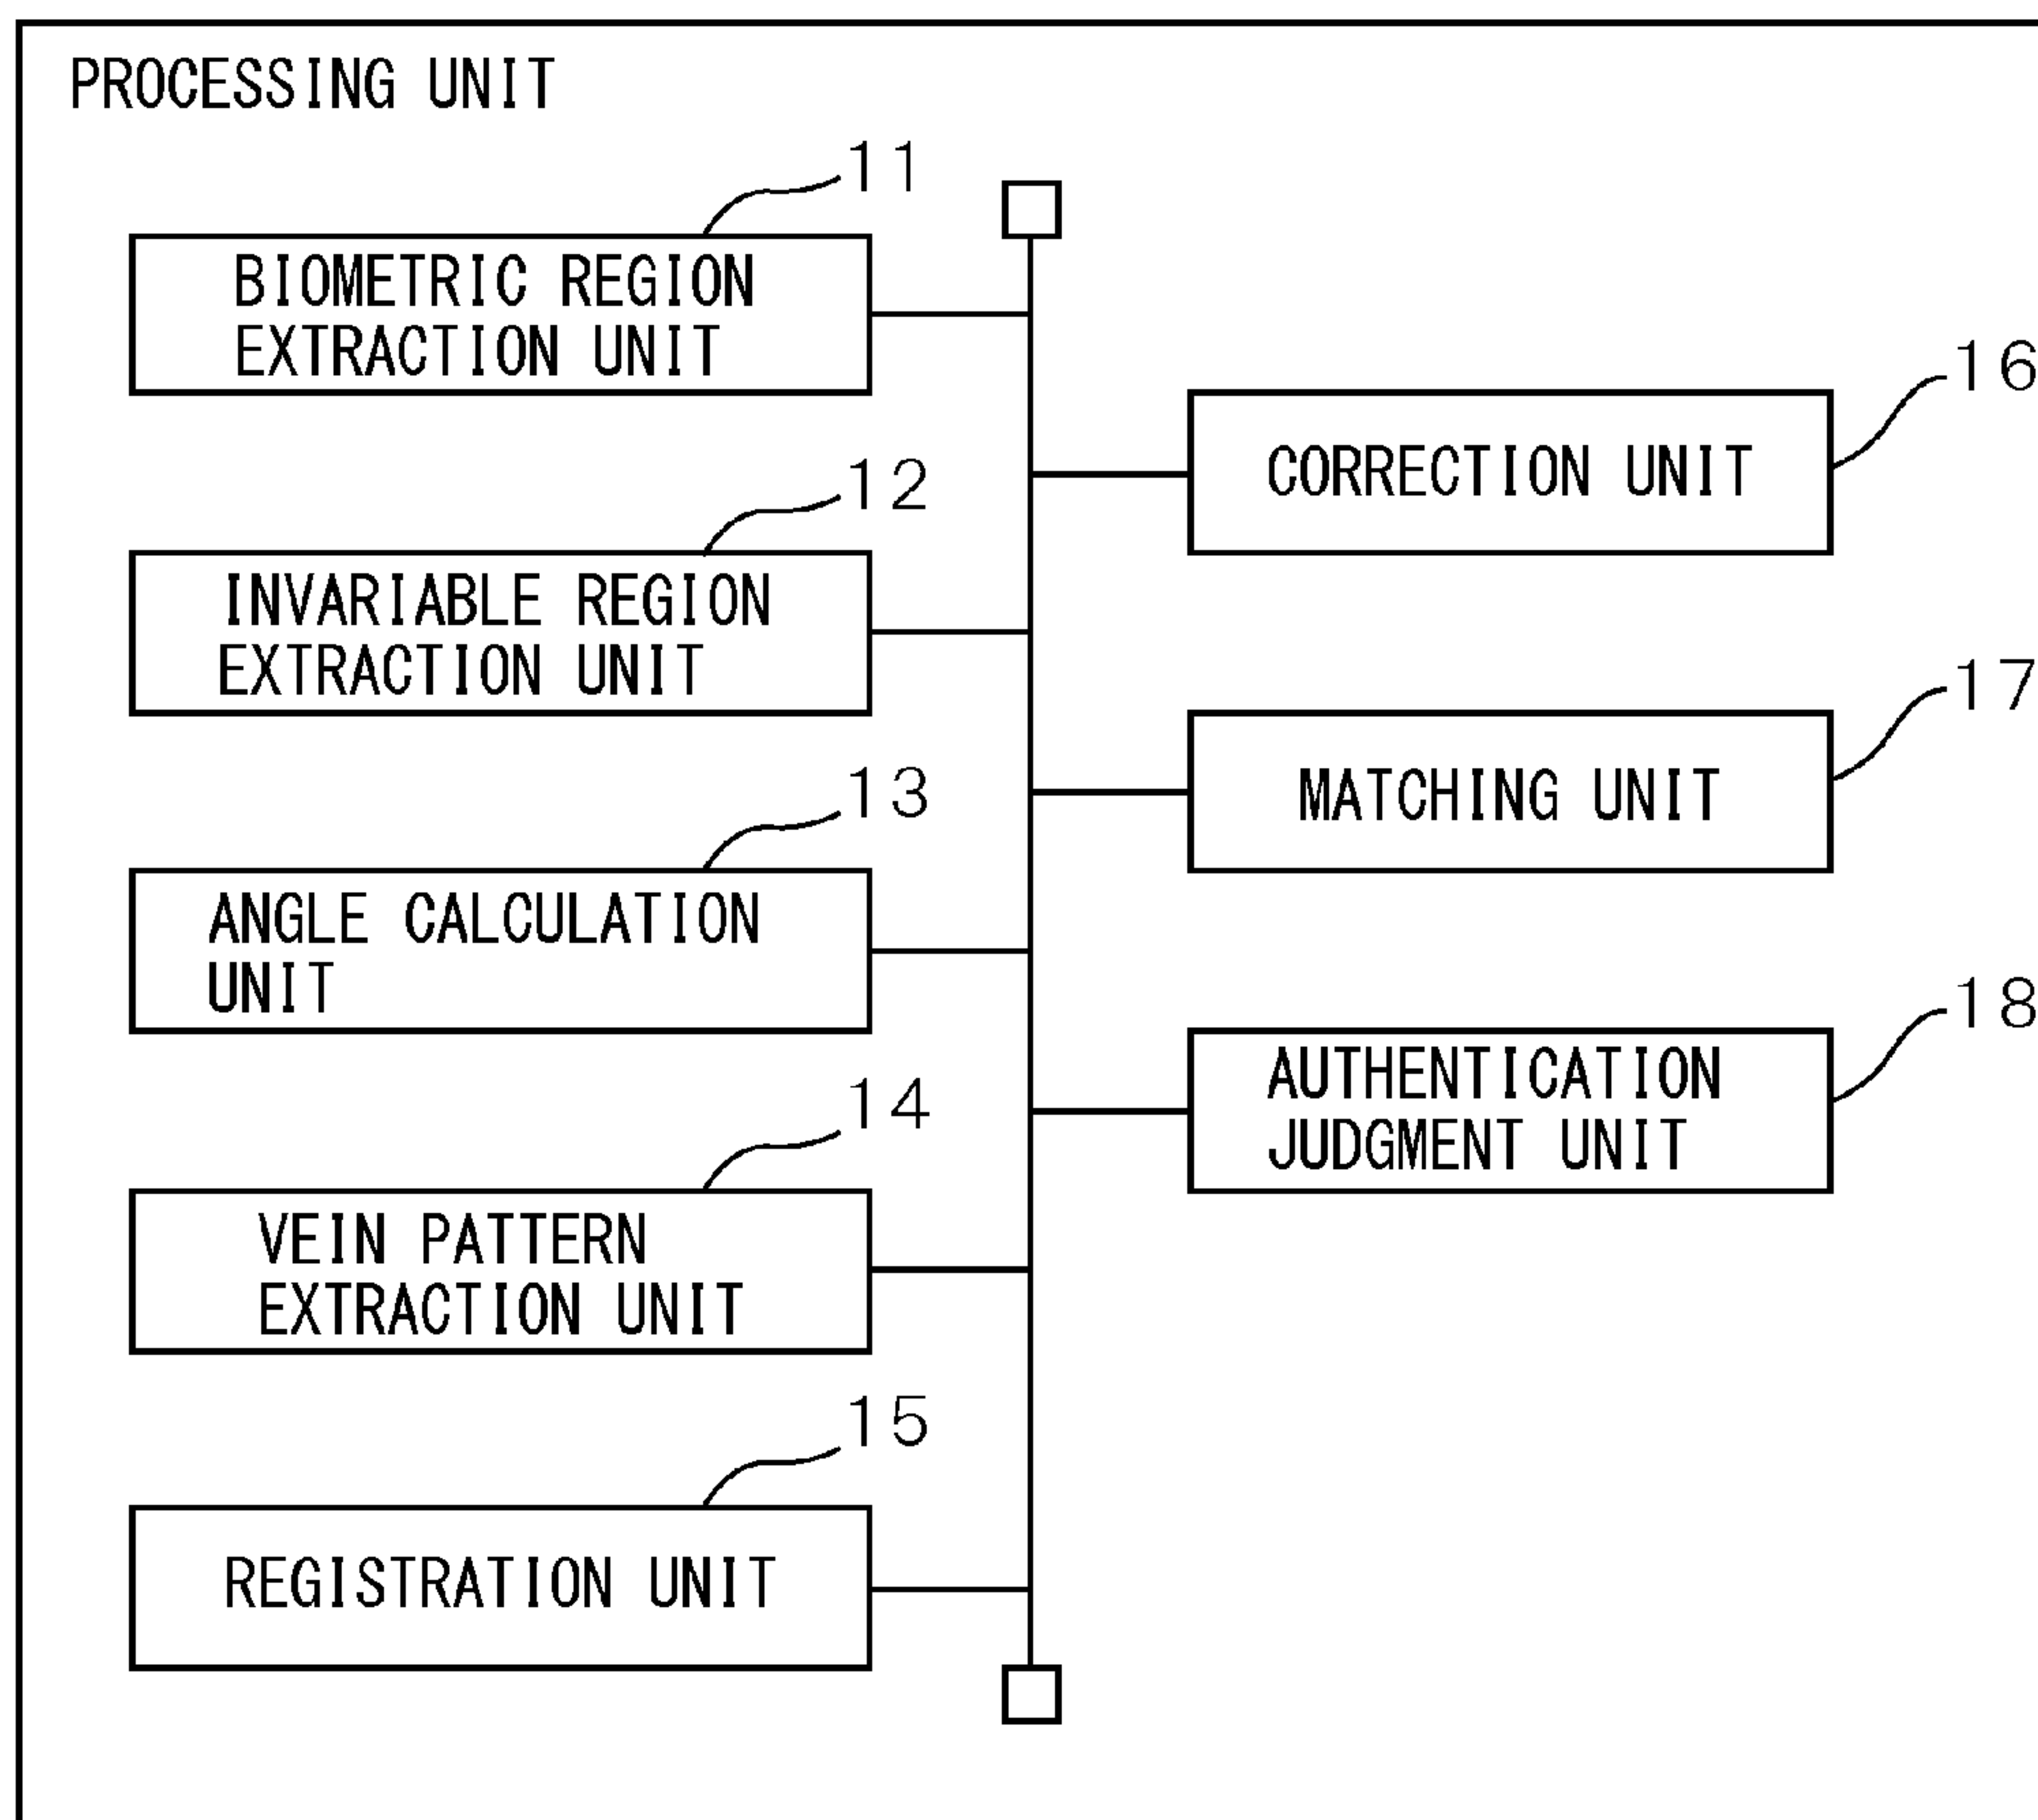 PROCESSING UNIT
11
BIOMETRIC REGION
EXTRACTION UNIT
12
INVARIABLE REGION
EXTRACTION UNIT
13
ANGLE CALCULATION
UNIT
14
VEIN PATTERN
EXTRACTION UNIT
15
REGISTRATION UNIT
16
CORRECTION UNIT
17
MATCHING UNIT
18
AUTHENTICATION
JUDGMENT UNIT